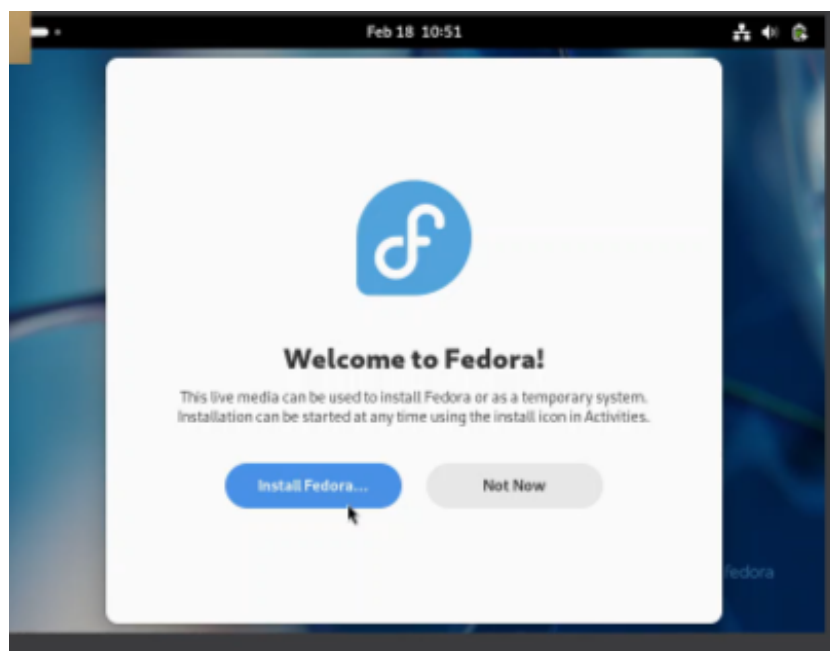 Feb 18 10:51
Welcome to Fedora!
This live media can be used to install Fedora or as a temporary system.
Installation can be started at any time using the install icon in Activities.
Install Fedora...
Not Now
fedora